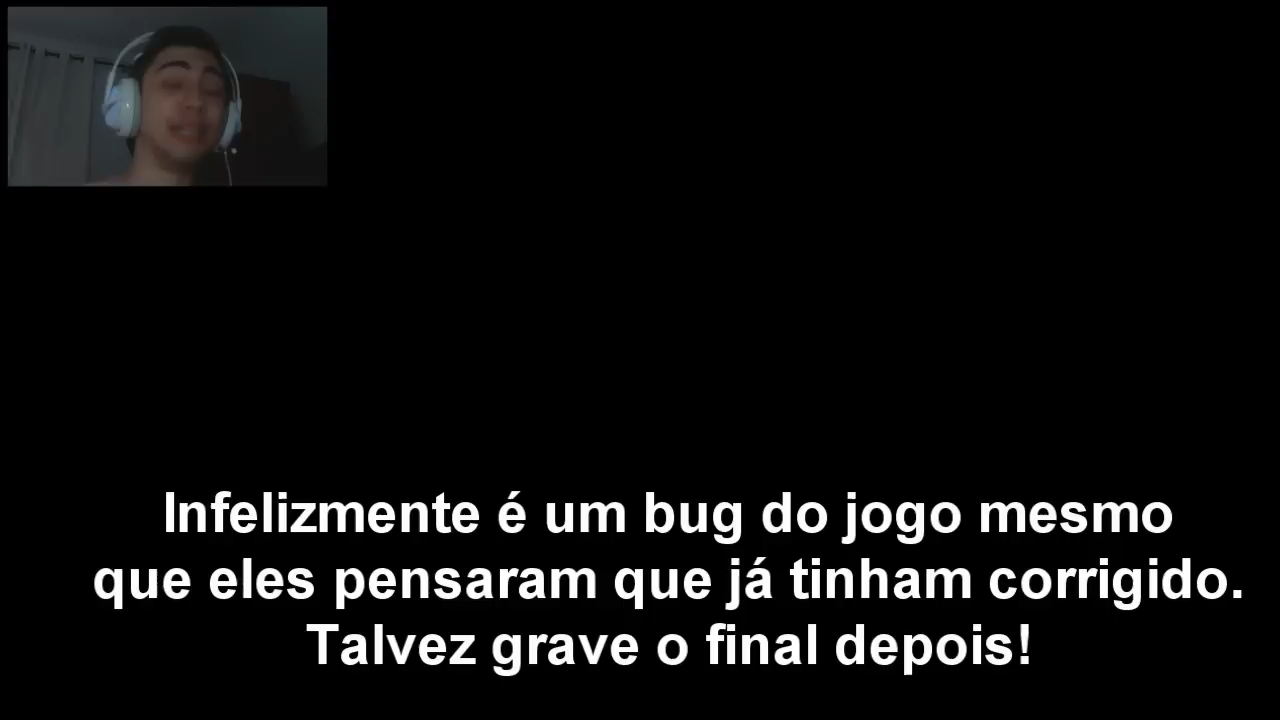 Infelizmente é um bug do jogo mesmo
que eles pensaram que já tinham corrigido.
Talvez grave o final depois!